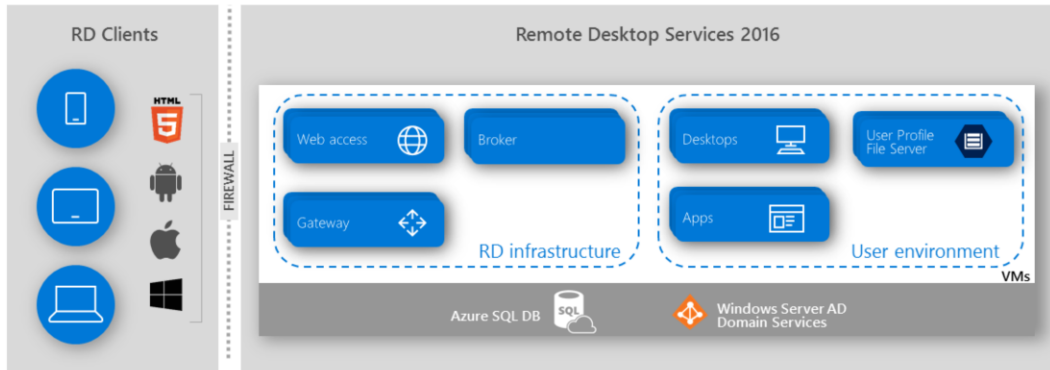 RD Clients
HTML
5
FIREWALL
Remote Desktop Services 2016
Web access
Broker
Gateway
RD infrastructure
Desktops
User Profile
File Server
Apps
User environment
VMs
Azure SQL DB
SQL
Windows Server AD
Domain Services